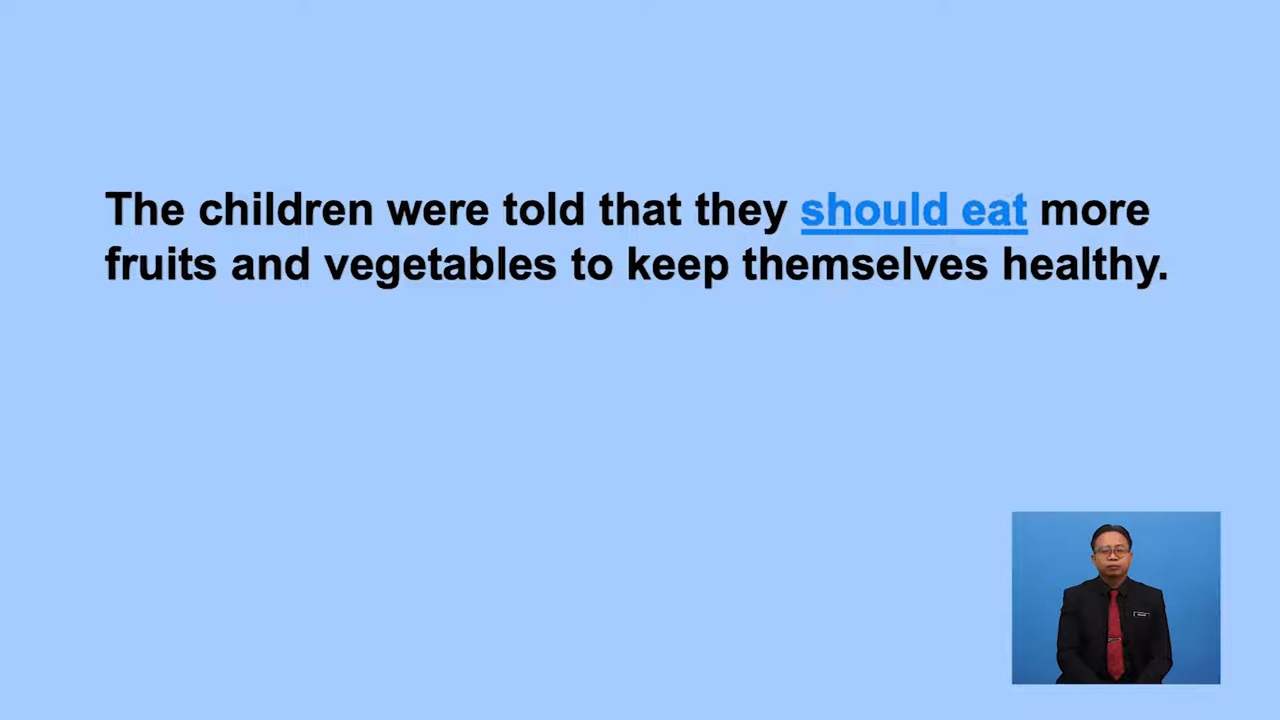 The children were told that they should eat more
fruits and vegetables to keep themselves healthy.